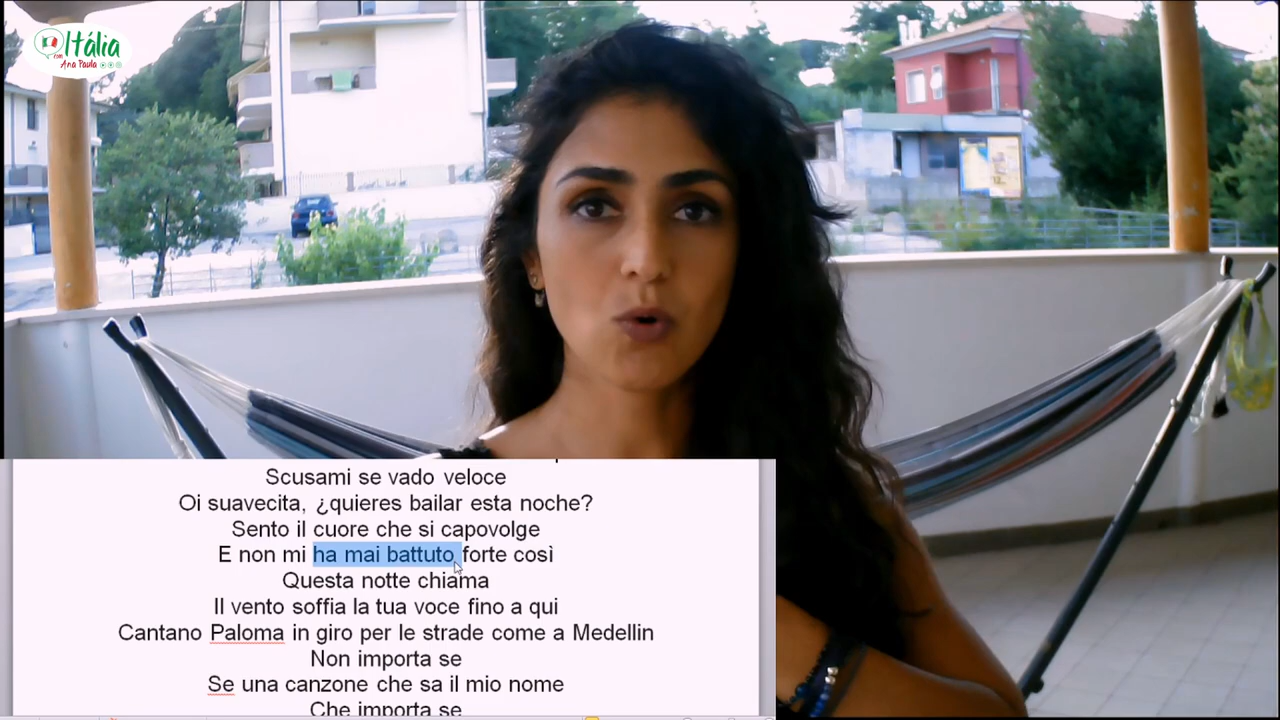 Itália
con
Ana Paula
Scusami se vado veloce
Oi suavecita, ¿quieres bailar esta noche?
Sento il cuore che si capovolge
E non mi ha mai battuto forte così
Questa notte chiama
Il vento soffia la tua voce fino a qui
Cantano Paloma in giro per le strade come a Medellin
Non importa se
Se una canzone che sa il mio nome
Che importa se